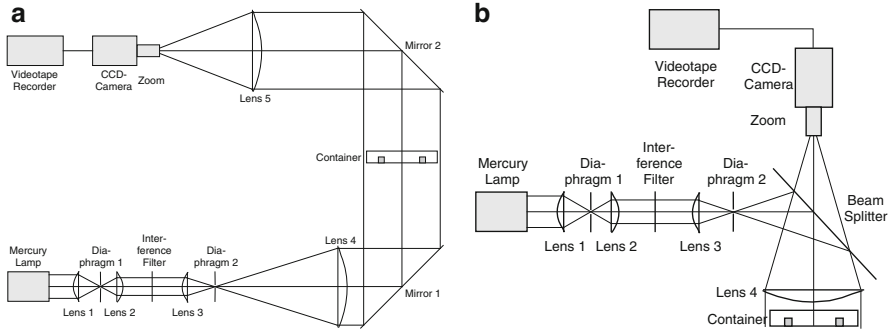 a
Videotape
Recorder
CCD-
Camera
Zoom
Lens 5
Mirror 2
Container
Mercury
Lamp
Dia-
phragm 1
Inter-
ference
Filter
Dia-
phragm 2
Lens 4
Lens 1
Lens 2
Lens 3
Mirror 1
b
Videotape
Recorder
CCD-
Camera
Zoom
Mercury
Lamp
Dia-
phragm 1
Inter-
ference
Filter
Dia-
phragm 2
Beam
Splitter
Lens 1
Lens 2
Lens 3
Lens 4
Container